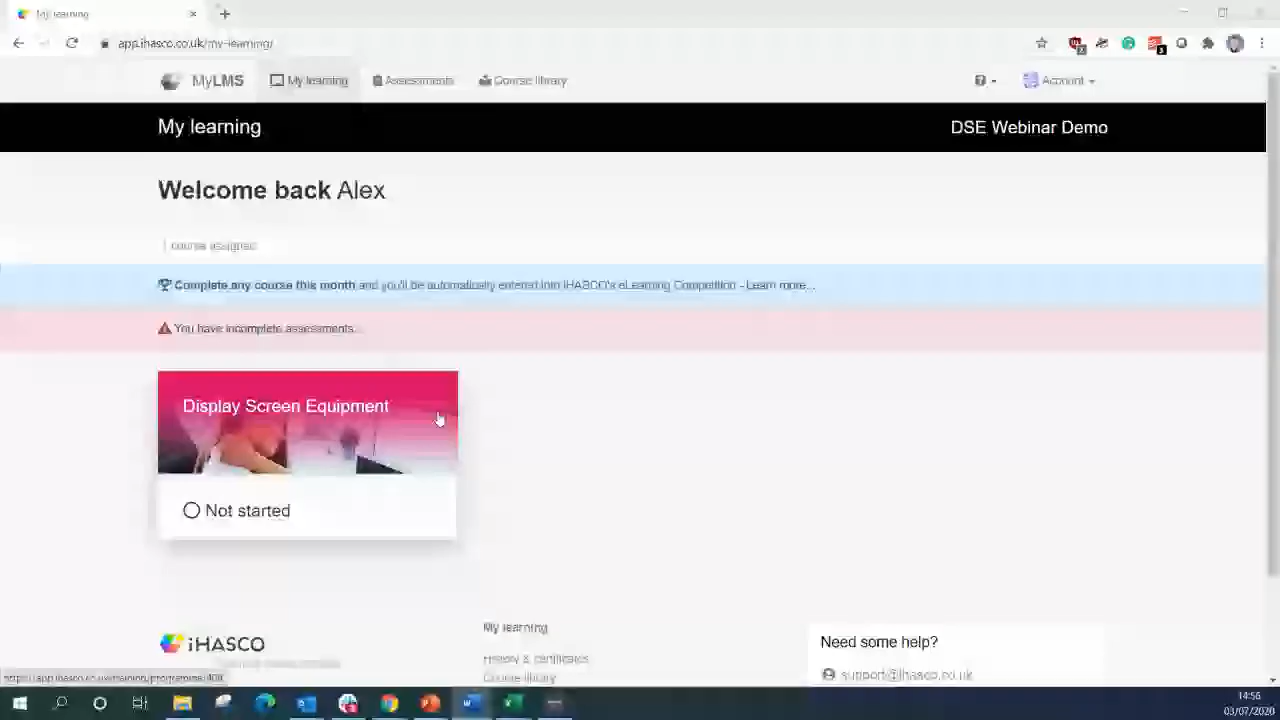 My learning
app.ihasco.co.uk/my-learning/
MyLMS
My learning
Assessments
Course library
Account
My learning
DSE Webinar Demo
Welcome back Alex
1 course assigned
Complete any course this month and you'll be automatically entered into iHASCO's eLearning Competition - Learn more...
You have incomplete assessments...
Display Screen Equipment
Not started
iHASCO
My learning
History & certificates
Course library
Need some help?
support@ihasco.co.uk
14:56
03/07/2020